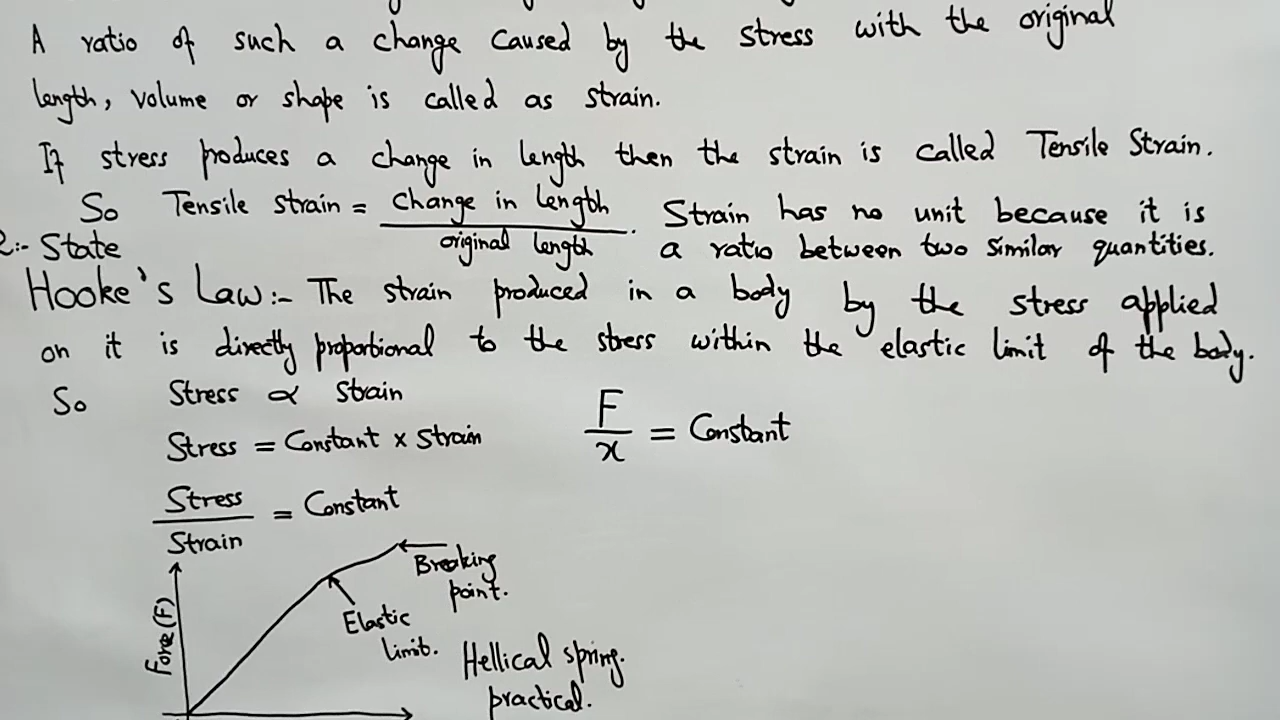 A ratio of such a change caused by the stress with the original
length, volume or shape is called as strain.
If stress produces a change in length then the strain is called Tensile Strain.
So Tensile strain = change in length / original length . Strain has no unit because it is
a ratio between two similar quantities.
2:- State
Hooke's Law:- The strain produced in a body by the stress applied
on it is directly proportional to the stress within the elastic limit of the body.
So Stress ∝ strain
Stress = Constant x Strain
F / x = Constant
Stress / Strain = Constant
Breaking
point.
Elastic
limit.
Force (F)
Hellical spring.
practical.